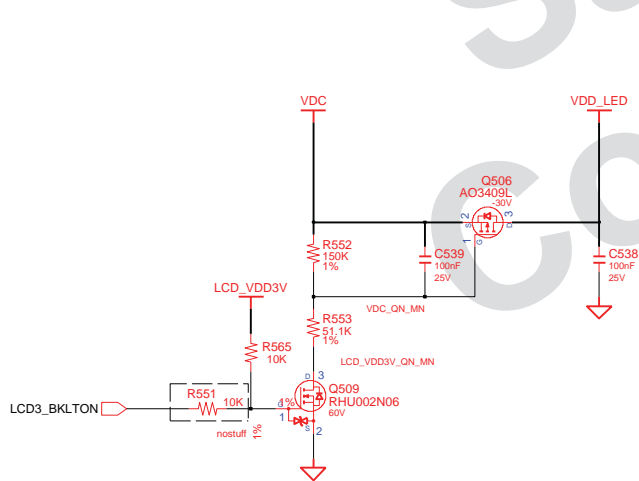 VDC
VDD_LED
Q506
AO3409L
-30V
2
3
S
D
1
G
R552
150K
1%
C539
100nF
25V
C538
100nF
25V
LCD_VDD3V
VDC_QN_MN
R553
51,1K
1%
R565
10K
LCD_VDD3V_QN_MN
D
3
Q509
RHU002N06
60V
R551
10K
LCD3_BKLTON
G
1%
1
S
2
nostuff
1%